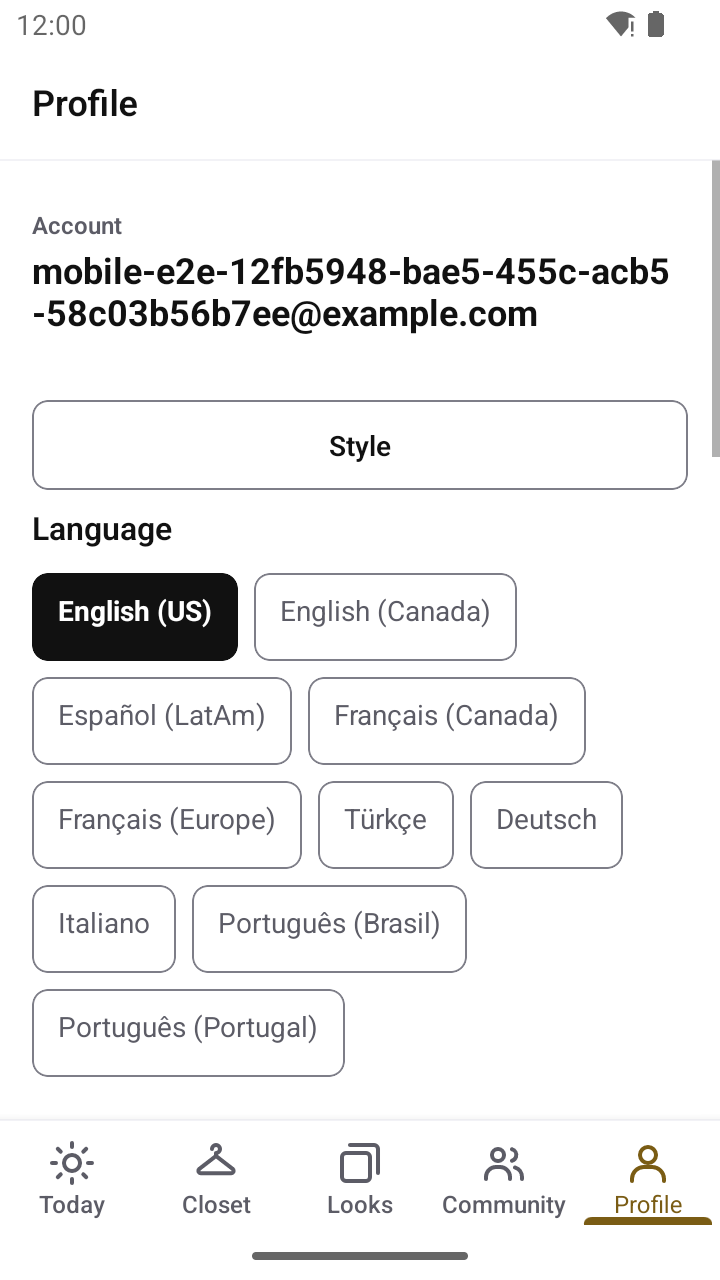 12:00
Profile
Account
mobile-e2e-12fb5948-bae5-455c-acb5
-58c03b56b7ee@example.com
Style
Language
English (US)
English (Canada)
Español (LatAm)
Français (Canada)
Français (Europe)
Türkçe
Deutsch
Italiano
Português (Brasil)
Português (Portugal)
Today
Closet
Looks
Community
Profile